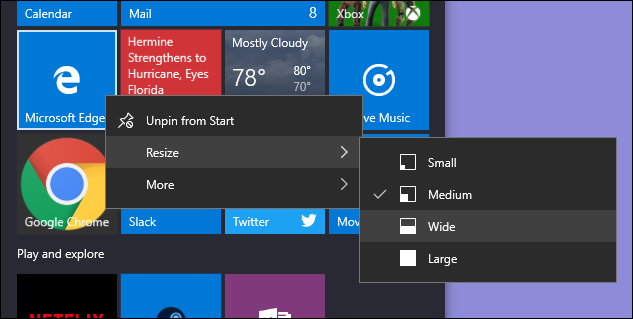 Calendar
Mail
8
Xbox
Hermine
Strengthens to
Hurricane, Eyes
Florida
Mostly Cloudy
78°
80°
70°
Microsoft Edge
ve Music
Unpin from Start
Resize
More
Small
Medium
Wide
Large
Google Chrome
Slack
Twitter
Mov
Play and explore
NETFLIX